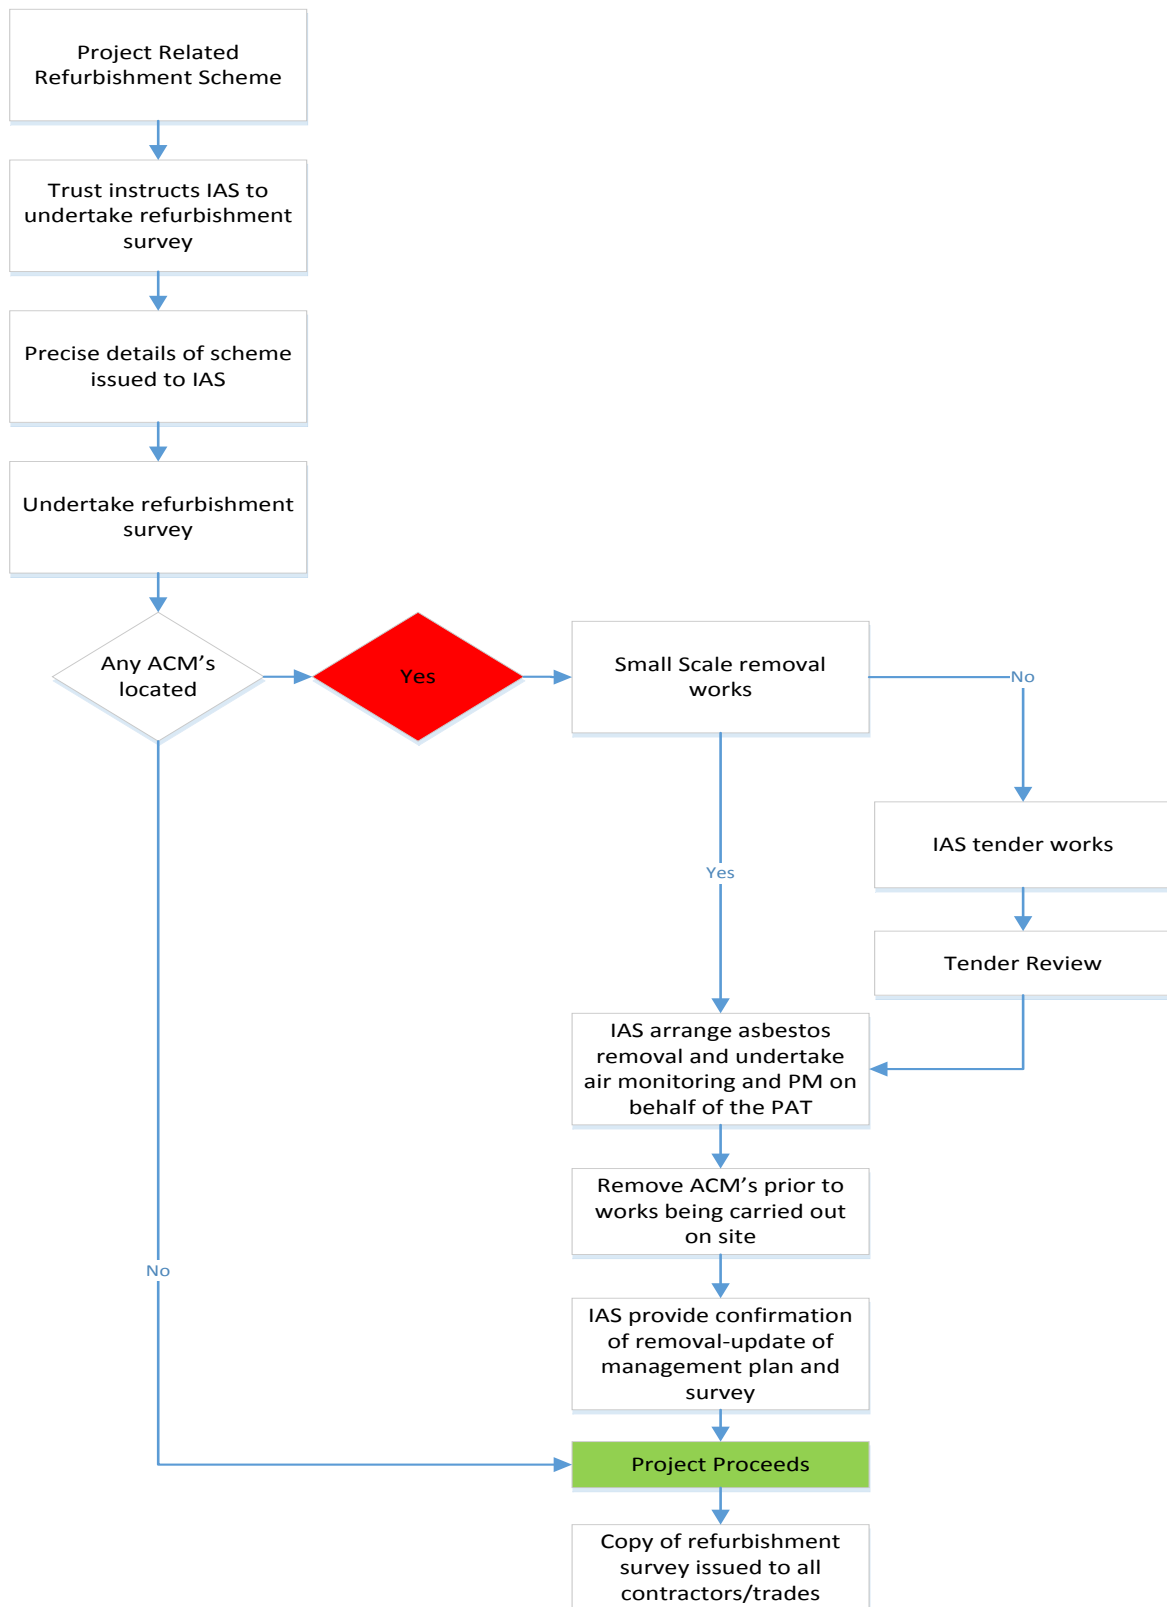 Project Related
Refurbishment Scheme
Trust instructs IAS to
undertake refurbishment
survey
Precise details of scheme
issued to IAS
Undertake refurbishment
survey
Any ACM’s
located
Yes
Small Scale removal
works
No
IAS tender works
Yes
Tender Review
IAS arrange asbestos
removal and undertake
air monitoring and PM on
behalf of the PAT
Remove ACM’s prior to
works being carried out
on site
No
IAS provide confirmation
of removal-update of
management plan and
survey
Project Proceeds
Copy of refurbishment
survey issued to all
contractors/trades